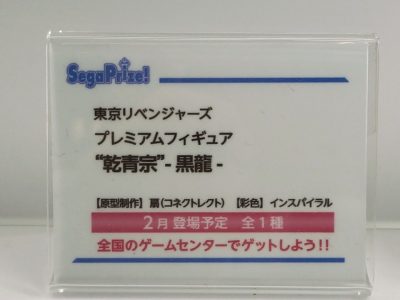 SegaPrize!
東京リベンジャーズ
プレミアムフィギュア
“乾青宗”- 黒龍 -
【原型制作】 扇（コネクトレクト） 【彩色】 インスパイラル
2月 登場予定 全1種
全国のゲームセンターでゲットしよう!!